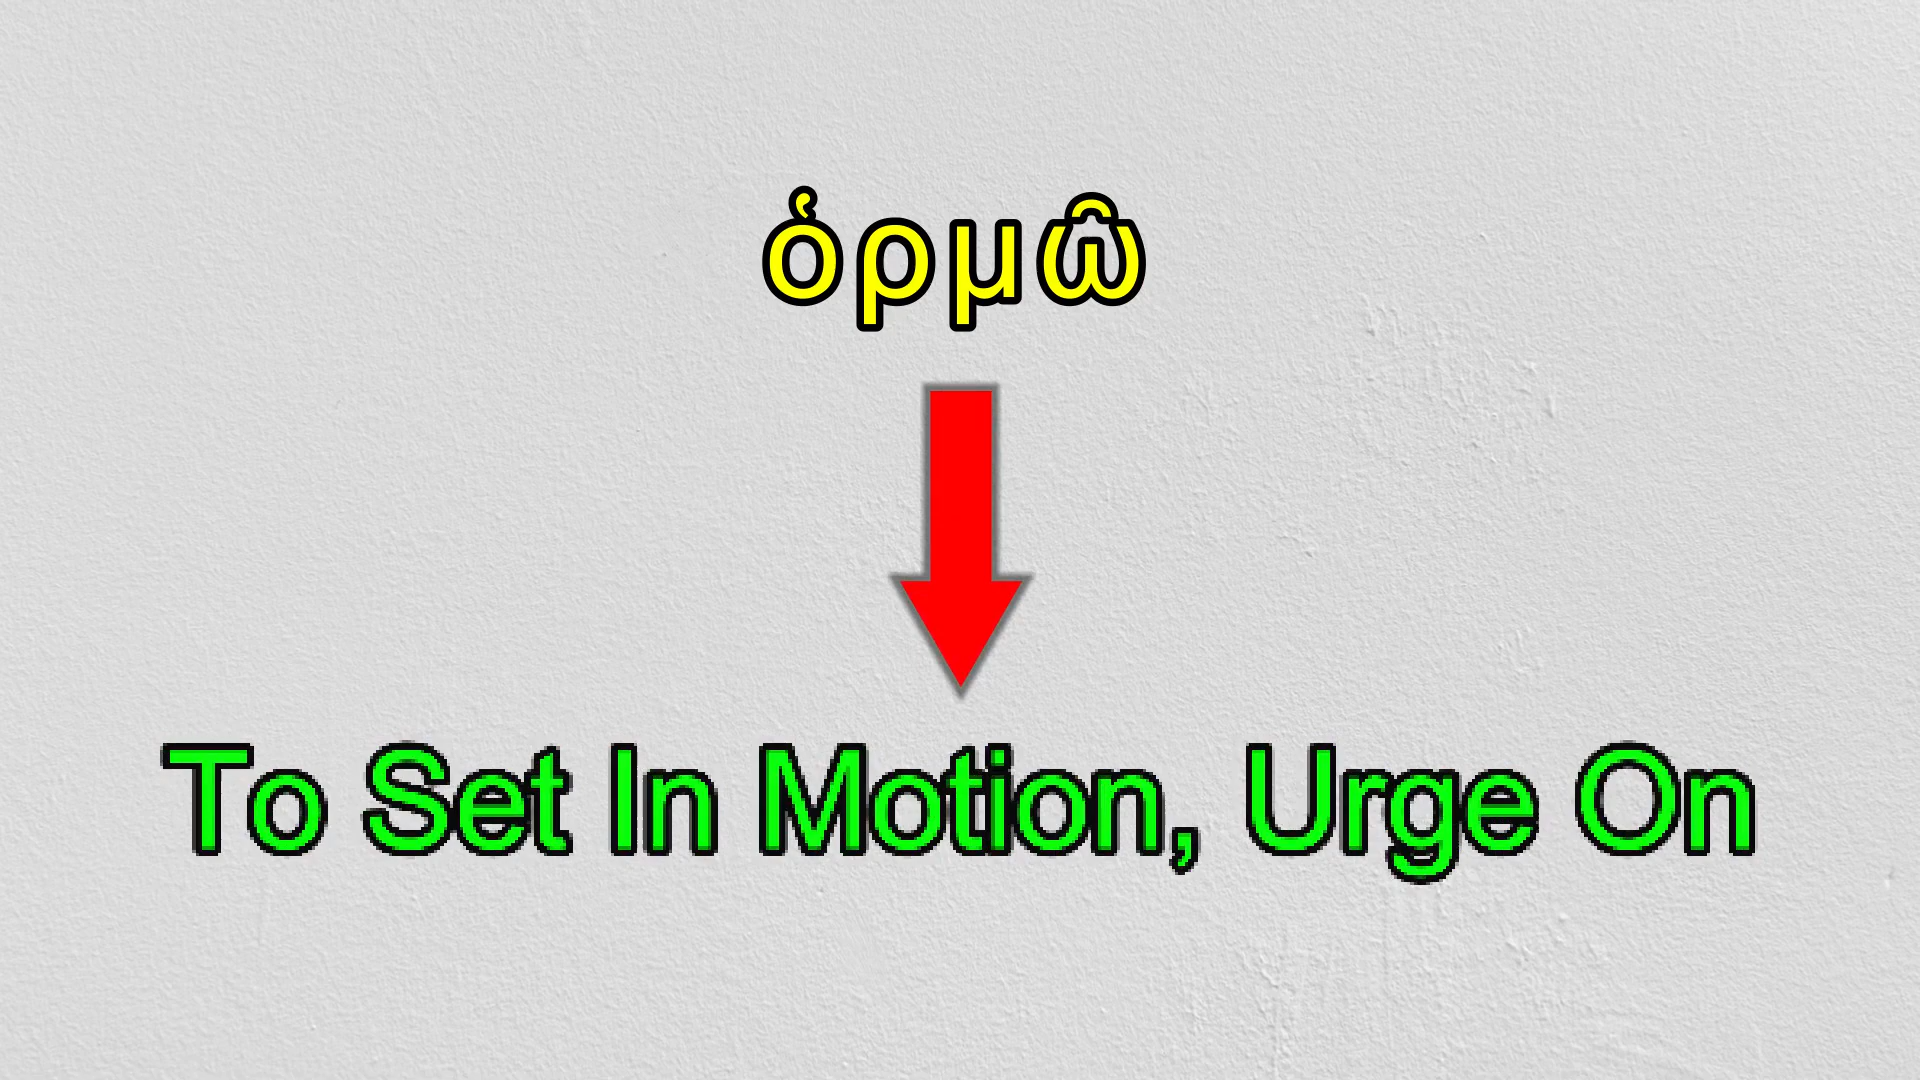 ὁρμῶ
To Set In Motion, Urge On